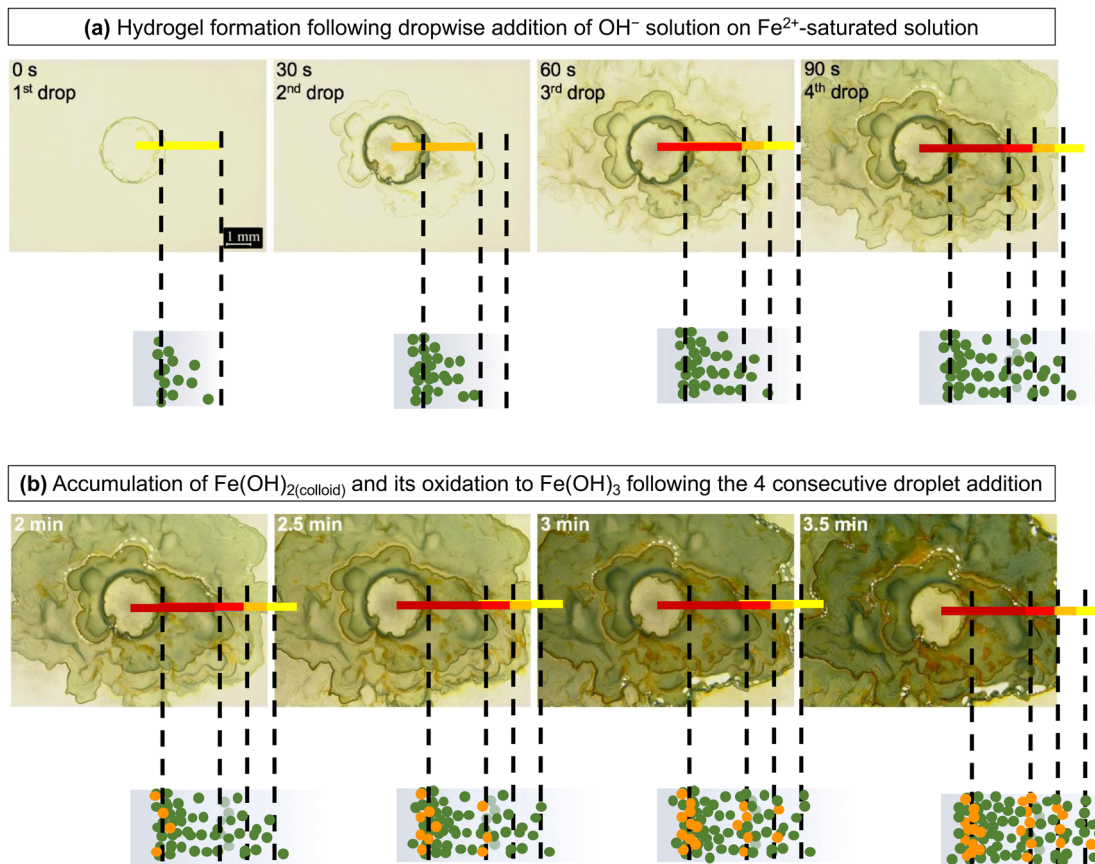 (a) Hydrogel formation following dropwise addition of OH⁻ solution on Fe²⁺-saturated solution
0 s
1ˢᵗ drop
1 mm
30 s
2ⁿᵈ drop
60 s
3ʳᵈ drop
90 s
4ᵗʰ drop
(b) Accumulation of Fe(OH)₂₍colloid₎ and its oxidation to Fe(OH)₃ following the 4 consecutive droplet addition
2 min
2.5 min
3 min
3.5 min